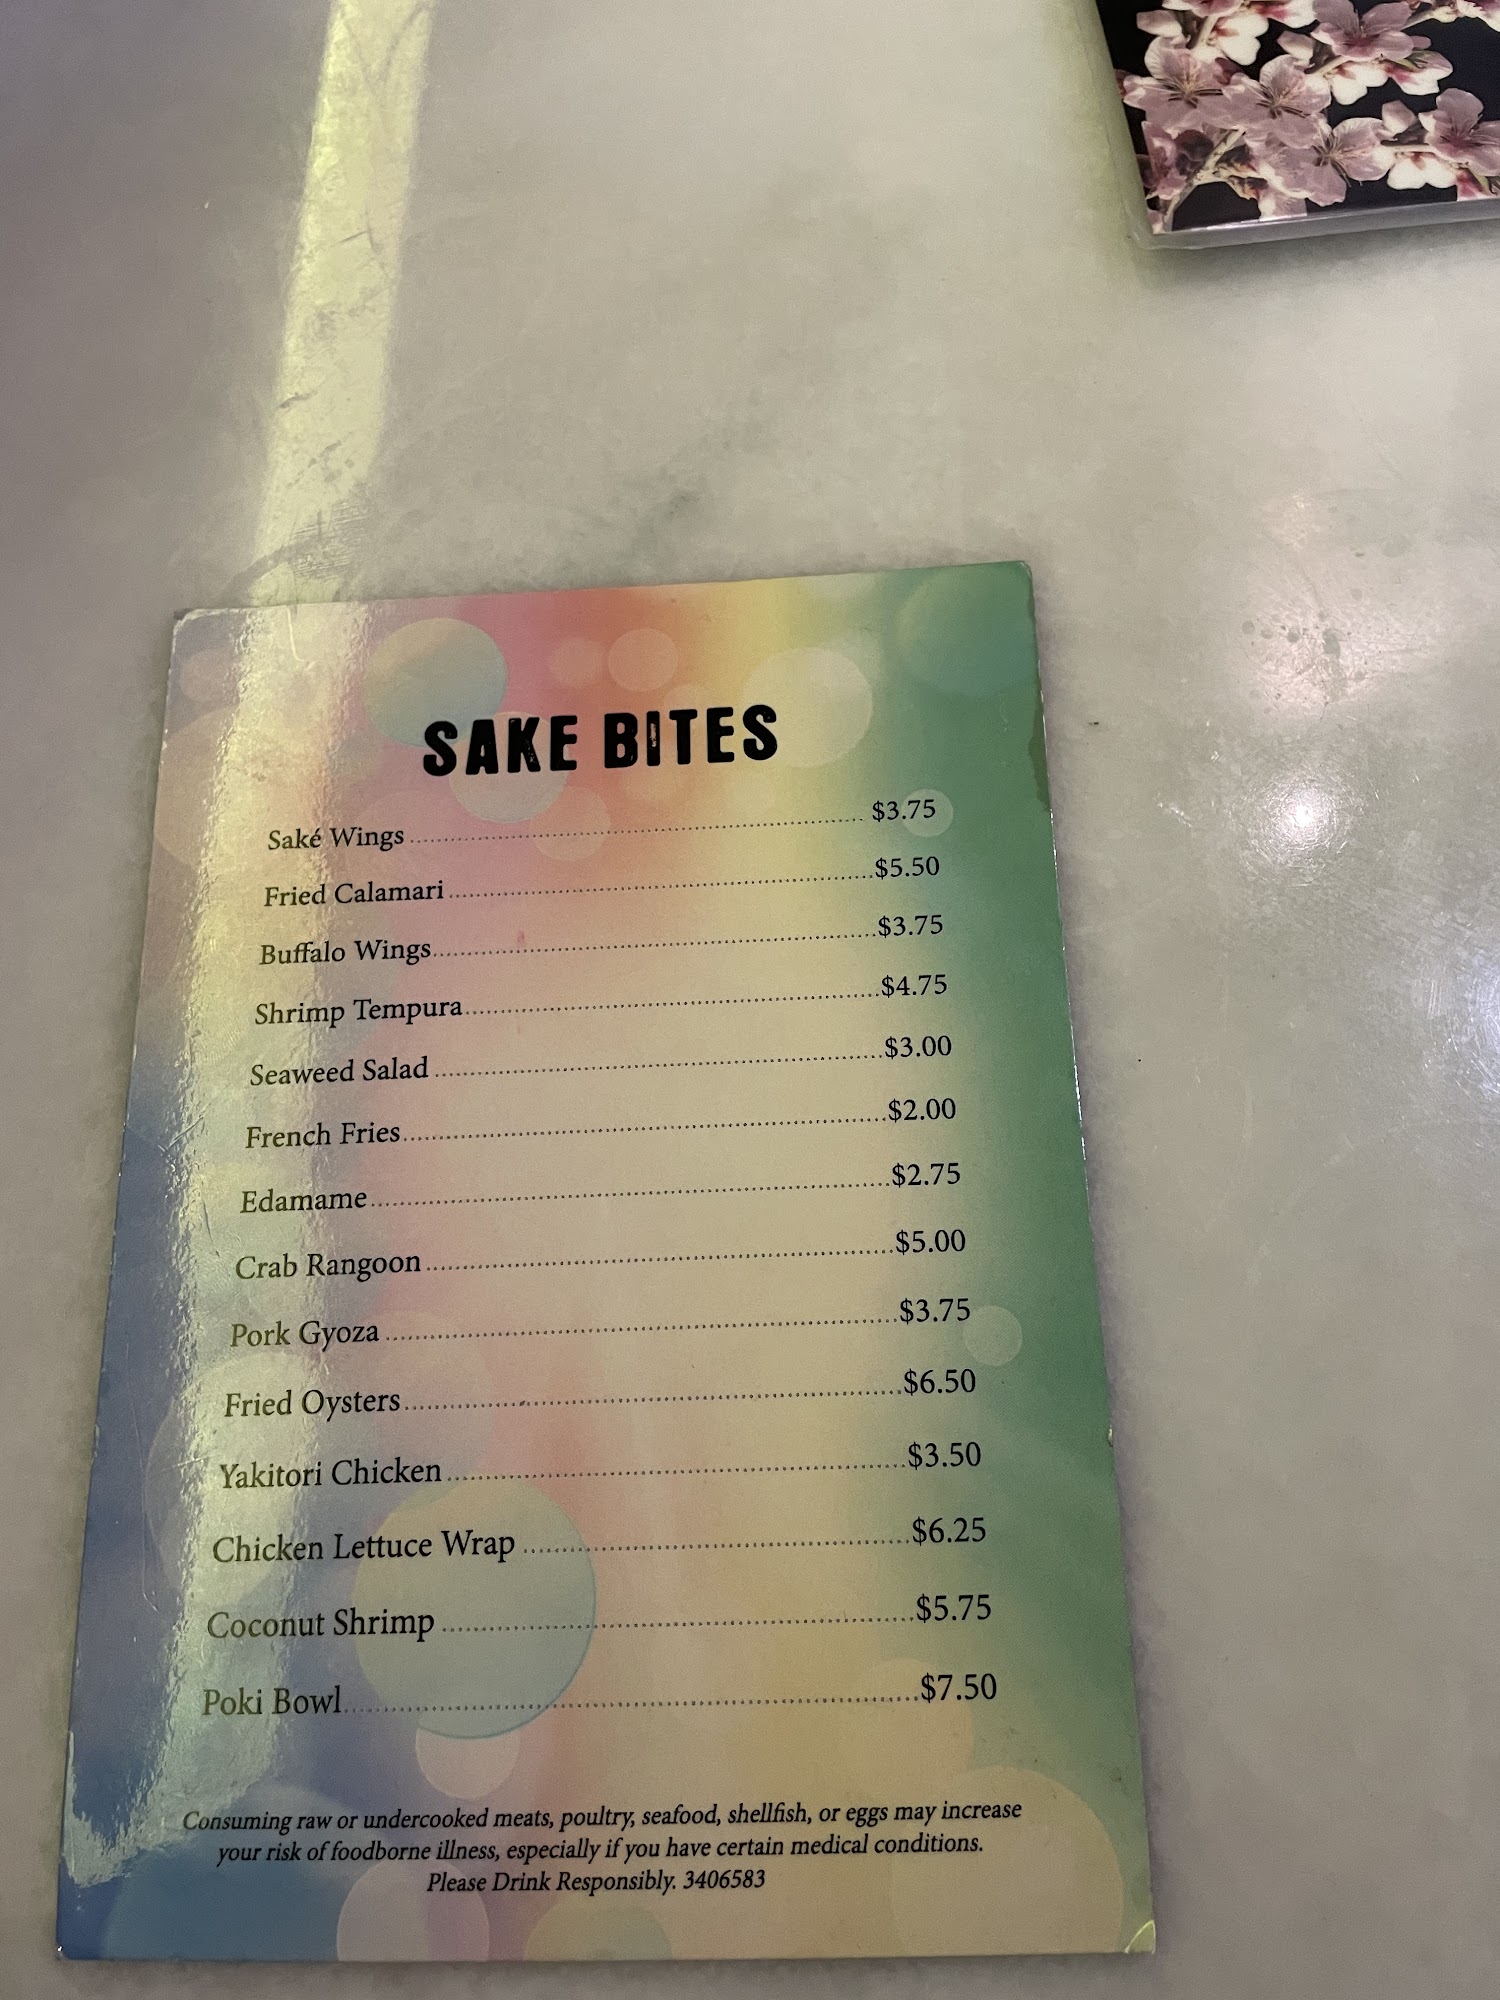 SAKE BITES
Saké Wings ........ $3.75
Fried Calamari ........ $5.50
Buffalo Wings ........ $3.75
Shrimp Tempura ........ $4.75
Seaweed Salad ........ $3.00
French Fries ........ $2.00
Edamame ........ $2.75
Crab Rangoon ........ $5.00
Pork Gyoza ........ $3.75
Fried Oysters ........ $6.50
Yakitori Chicken ........ $3.50
Chicken Lettuce Wrap ........ $6.25
Coconut Shrimp ........ $5.75
Poki Bowl ........ $7.50
Consuming raw or undercooked meats, poultry, seafood, shellfish, or eggs may increase
your risk of foodborne illness, especially if you have certain medical conditions.
Please Drink Responsibly. 3406583